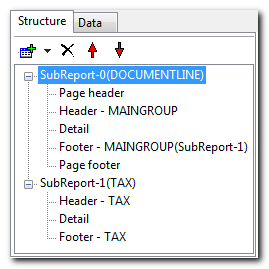 Structure Data
SubReport-0(DOCUMENTLINE)
Page header
Header - MAINGROUP
Detail
Footer - MAINGROUP(SubReport-1)
Page footer
SubReport-1(TAX)
Header - TAX
Detail
Footer - TAX